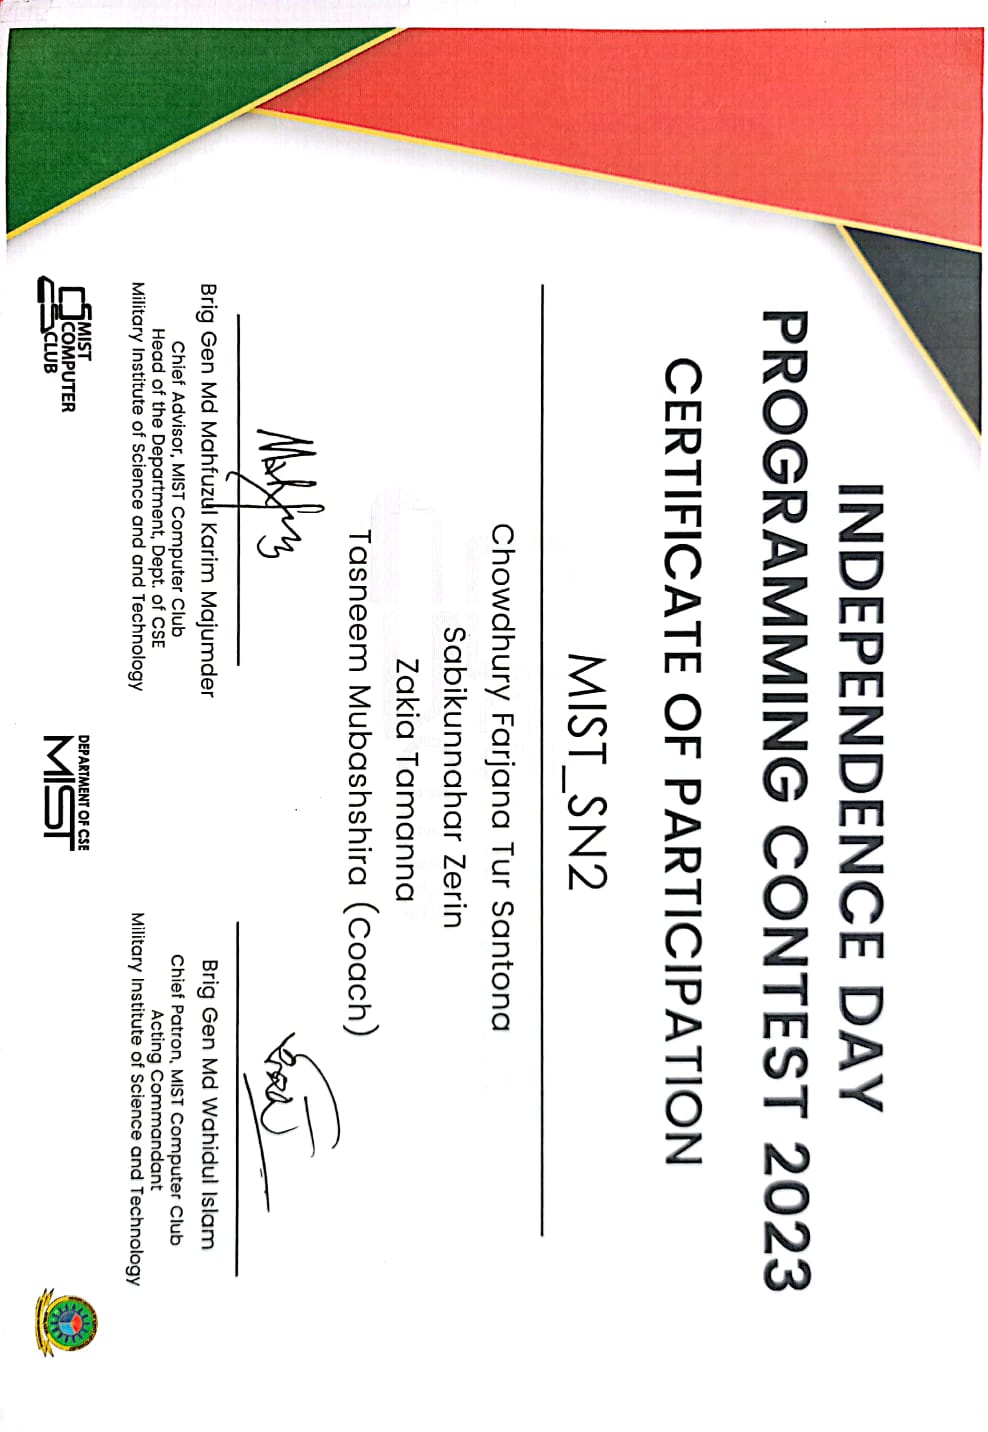 INDEPENDENCE DAY
PROGRAMMING CONTEST 2023
CERTIFICATE OF PARTICIPATION
MIST_SN2
Chowdhury Farjana Tur Santona
Sabikunnahar Zerin
Zakia Tamanna
Tasneem Mubashshira (Coach)
Mahfuz
Brig Gen Md Mahfuzul Karim Majumder
Chief Advisor, MIST Computer Club
Head of the Department, Dept. of CSE
Military Institute of Science and and Technology
Brig Gen Md Wahidul Islam
Chief Patron, MIST Computer Club
Acting Commandant
Military Institute of Science and Technology
MIST
COMPUTER
CLUB
DEPARTMENT OF CSE
MIST